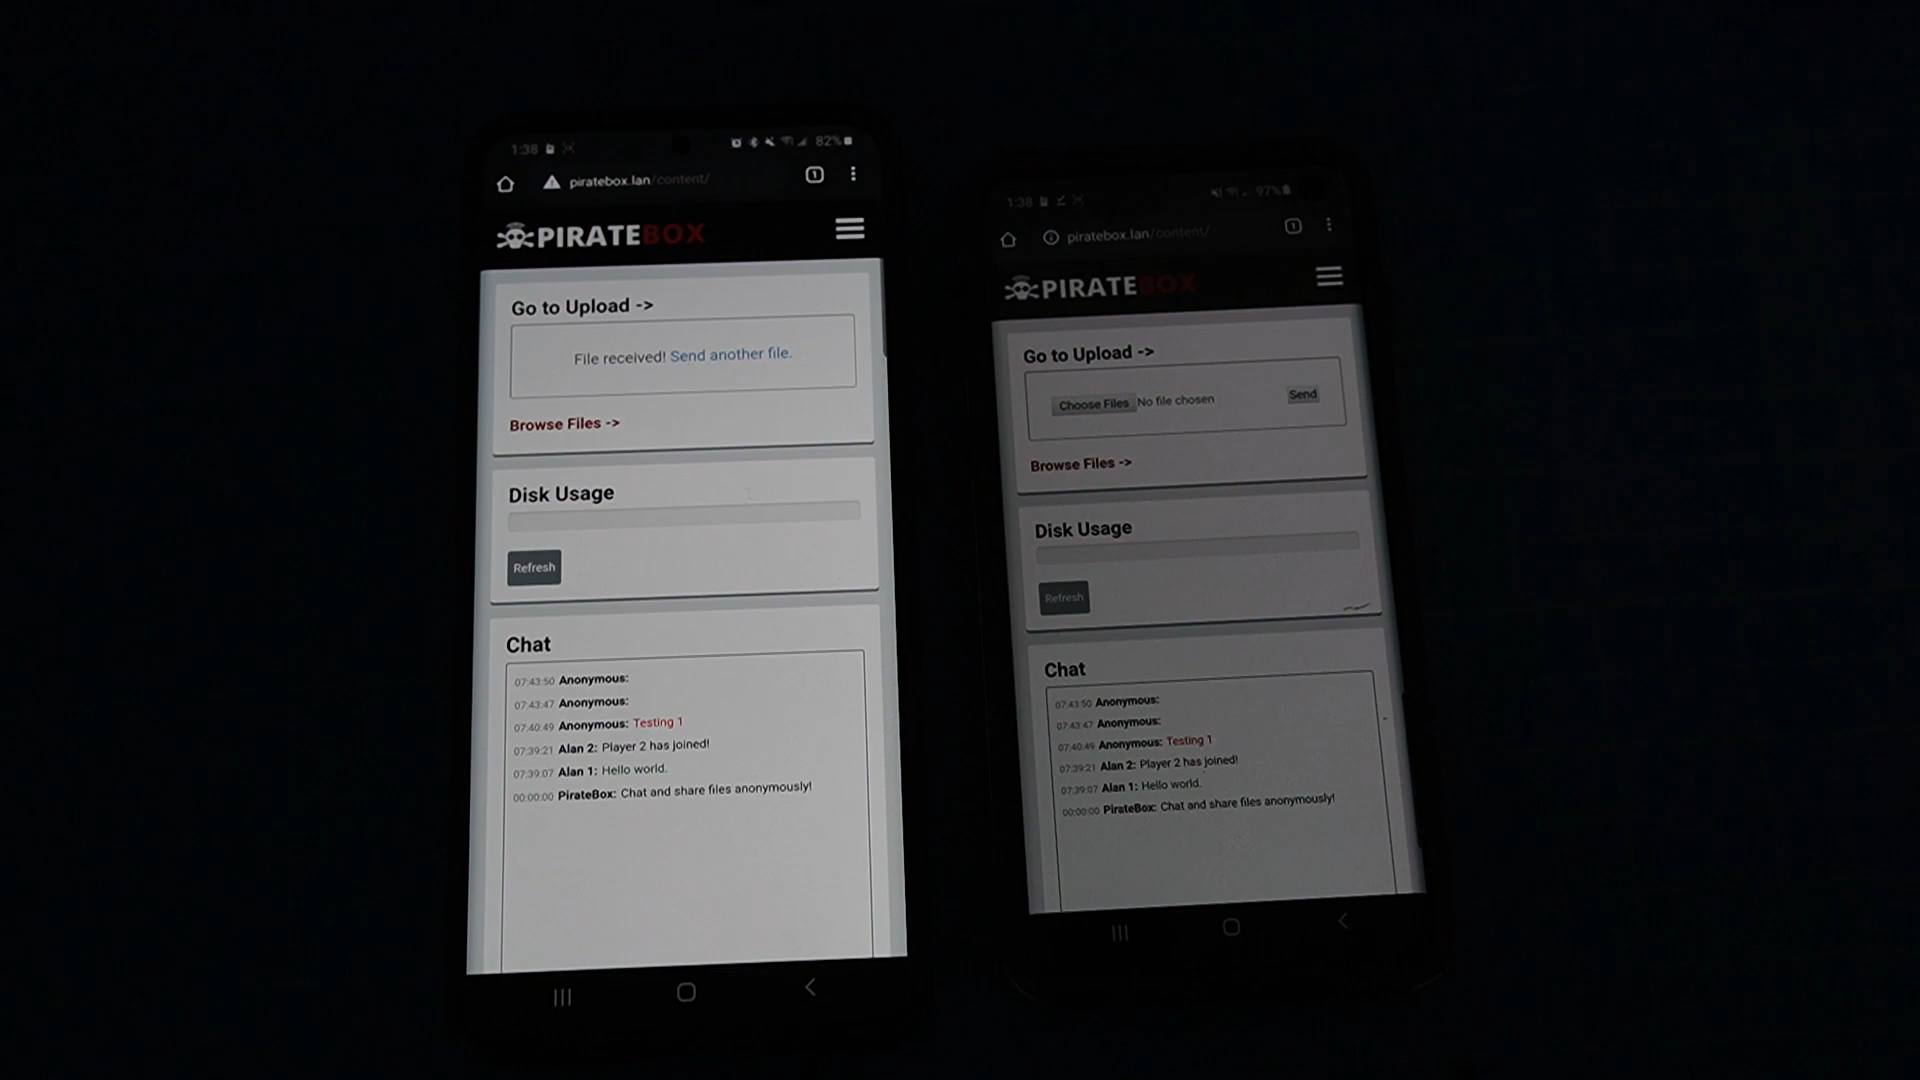 1:38
82%
piratebox.lan/content/
1
PIRATEBOX
Go to Upload ->
File received! Send another file.
Browse Files ->
Disk Usage
Refresh
Chat
07:43:50 Anonymous:
07:43:47 Anonymous:
07:40:49 Anonymous: Testing 1
07:39:21 Alan 2: Player 2 has joined!
07:39:07 Alan 1: Hello world.
00:00:00 PirateBox: Chat and share files anonymously!
1:38
97%
piratebox.lan/content/
1
PIRATEBOX
Go to Upload ->
Choose Files No file chosen
Send
Browse Files ->
Disk Usage
Refresh
Chat
07:43:50 Anonymous:
07:43:47 Anonymous:
07:40:49 Anonymous: Testing 1
07:39:21 Alan 2: Player 2 has joined!
07:39:07 Alan 1: Hello world.
00:00:00 PirateBox: Chat and share files anonymously!